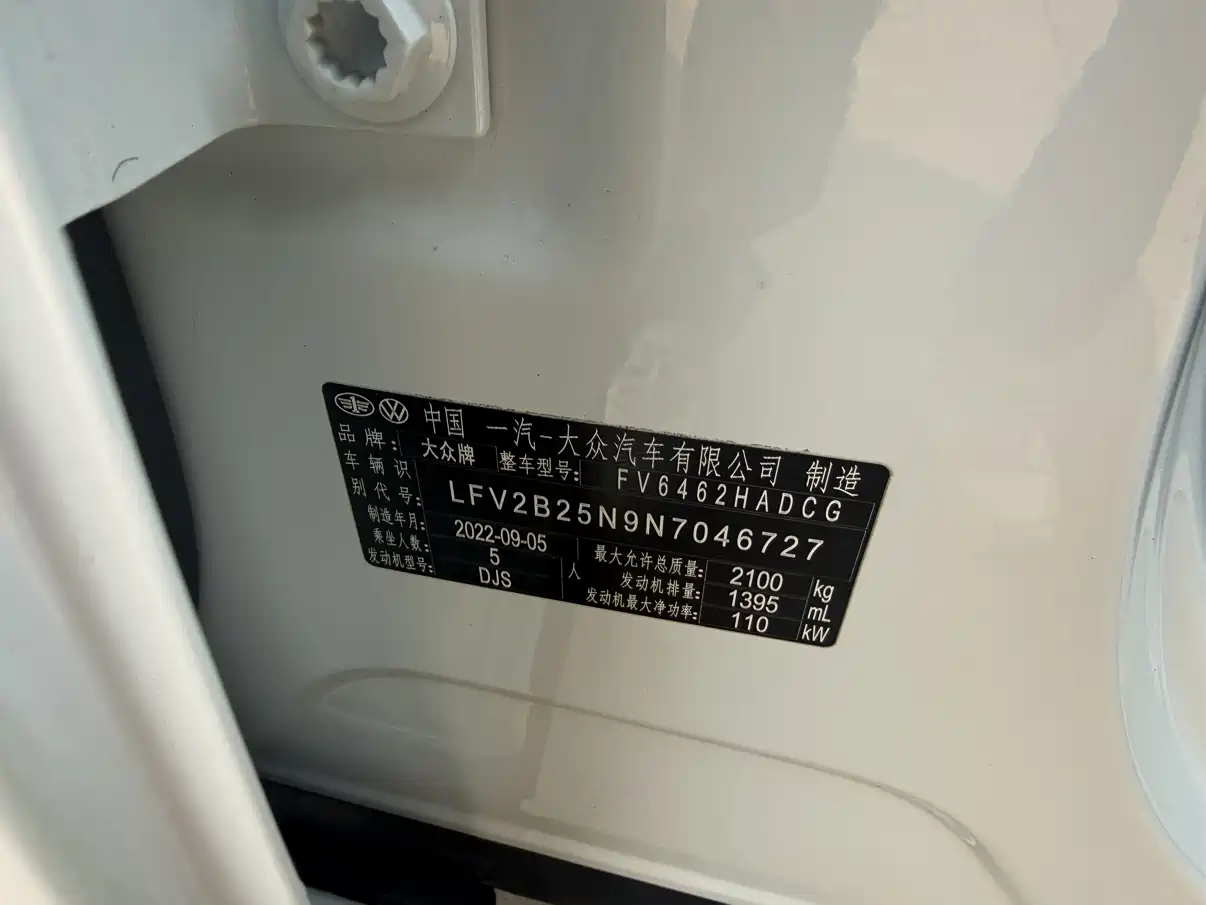 中国 一汽-大众汽车有限公司 制造
品牌: 大众牌 整车型号: FV6462HADCG
车辆识别代号: LFV2B25N9N7046727
制造年月: 2022-09-05 最大允许总质量: 2100 kg
乘坐人数: 5 人 发动机排量: 1395 mL
发动机型号: DJS 发动机最大净功率: 110 kW